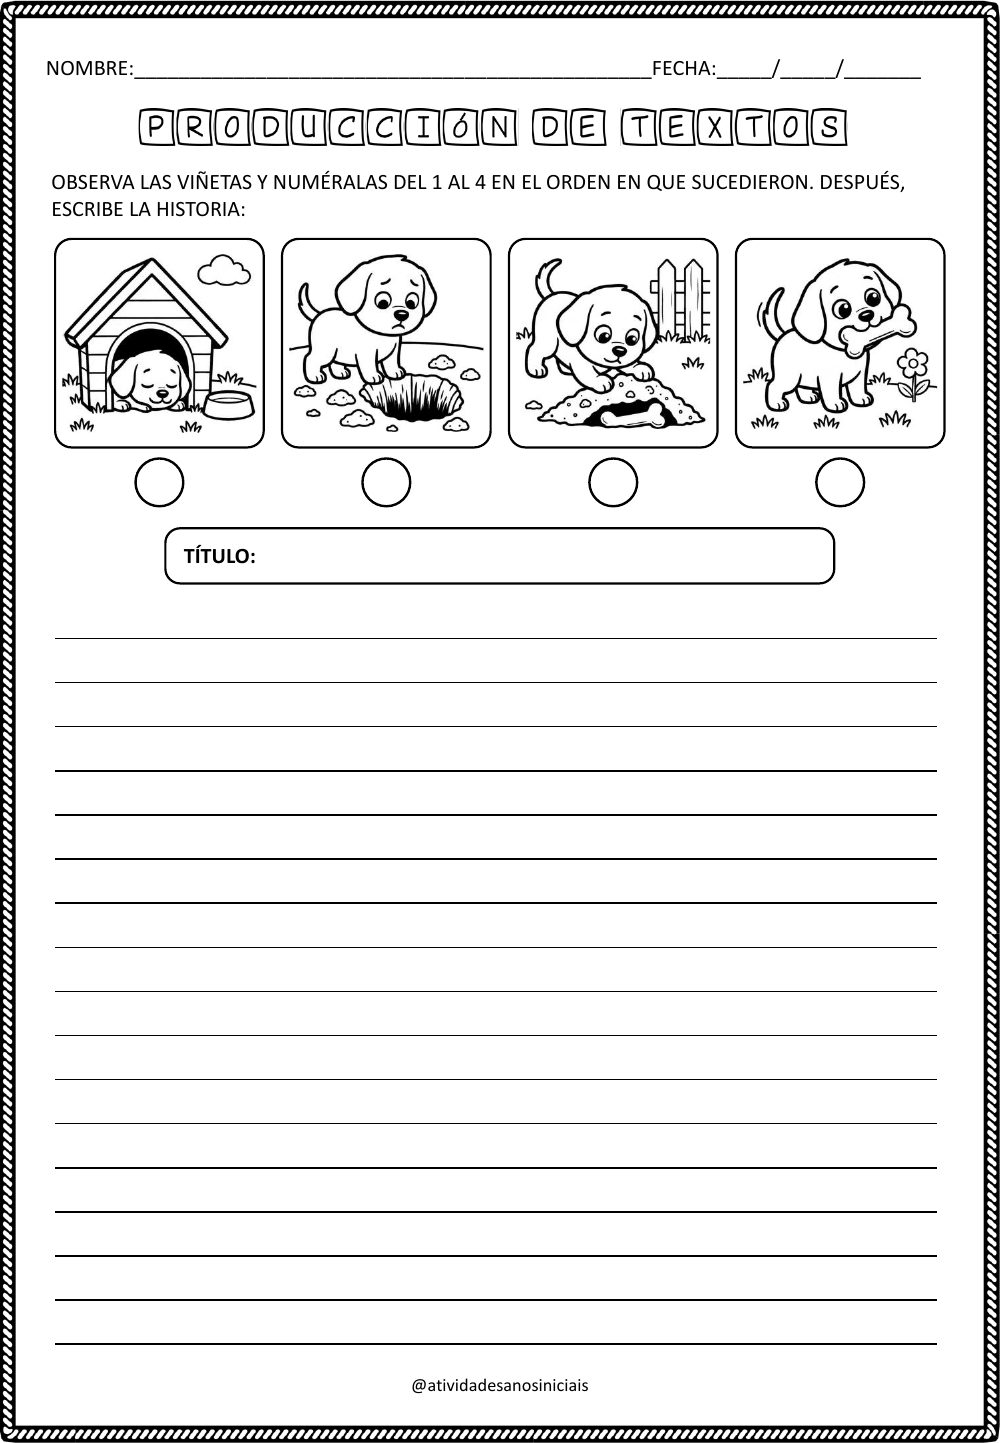 NOMBRE:_______________________________________________FECHA:_____/_____/_______
PRODUCCIÓN DE TEXTOS
OBSERVA LAS VIÑETAS Y NUMÉRALAS DEL 1 AL 4 EN EL ORDEN EN QUE SUCEDIERON. DESPUÉS,
ESCRIBE LA HISTORIA:
TÍTULO:
@atividadesanosiniciais